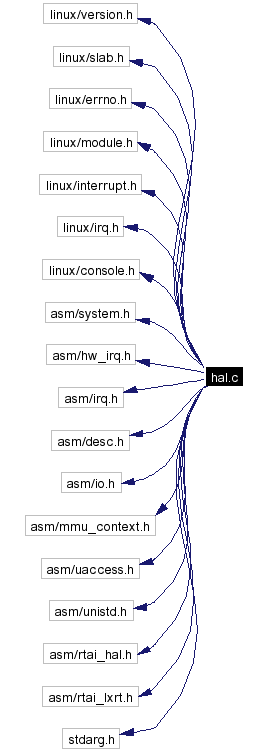 linux/version.h
linux/slab.h
linux/errno.h
linux/module.h
linux/interrupt.h
linux/irq.h
linux/console.h
asm/system.h
asm/hw_irq.h
hal.c
asm/irq.h
asm/desc.h
asm/io.h
asm/mmu_context.h
asm/uaccess.h
asm/unistd.h
asm/rtai_hal.h
asm/rtai_lxrt.h
stdarg.h